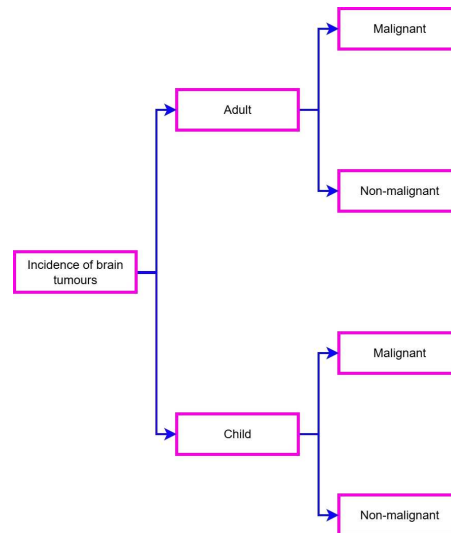 Malignant
Adult
Non-malignant
Incidence of brain
tumours
Malignant
Child
Non-malignant